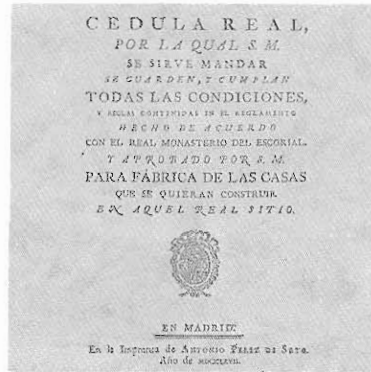 CEDULA REAL,
POR LA QUAL S. M.
SE SIRVE MANDAR
SE GUARDEN, Y CUMPLAN
TODAS LAS CONDICIONES,
Y REGLAS CONTENIDAS EN EL REGLAMENTO
HECHO DE ACUERDO
CON EL REAL MONASTERIO DEL ESCORIAL,
Y APROBADO POR S. M.
PARA FÁBRICA DE LAS CASAS
QUE SE QUIERAN CONSTRUIR
EN AQUEL REAL SITIO.
EN MADRID:
En la Imprenta de ANTONIO PEREZ DE SOTO.
Año de MDCCLXVII.